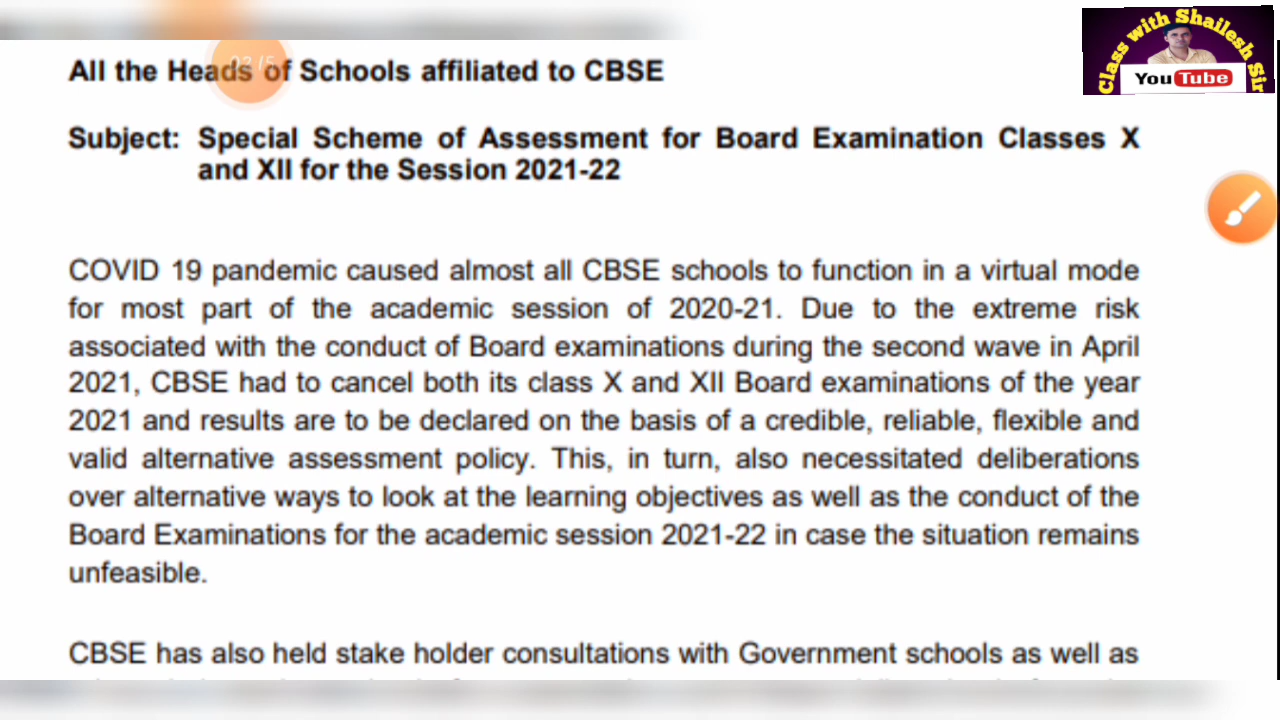 All the Heads of Schools affiliated to CBSE
Subject: Special Scheme of Assessment for Board Examination Classes X
and XII for the Session 2021-22
COVID 19 pandemic caused almost all CBSE schools to function in a virtual mode
for most part of the academic session of 2020-21. Due to the extreme risk
associated with the conduct of Board examinations during the second wave in April
2021, CBSE had to cancel both its class X and XII Board examinations of the year
2021 and results are to be declared on the basis of a credible, reliable, flexible and
valid alternative assessment policy. This, in turn, also necessitated deliberations
over alternative ways to look at the learning objectives as well as the conduct of the
Board Examinations for the academic session 2021-22 in case the situation remains
unfeasible.
CBSE has also held stake holder consultations with Government schools as well as
Class with Shailesh Sir
YouTube